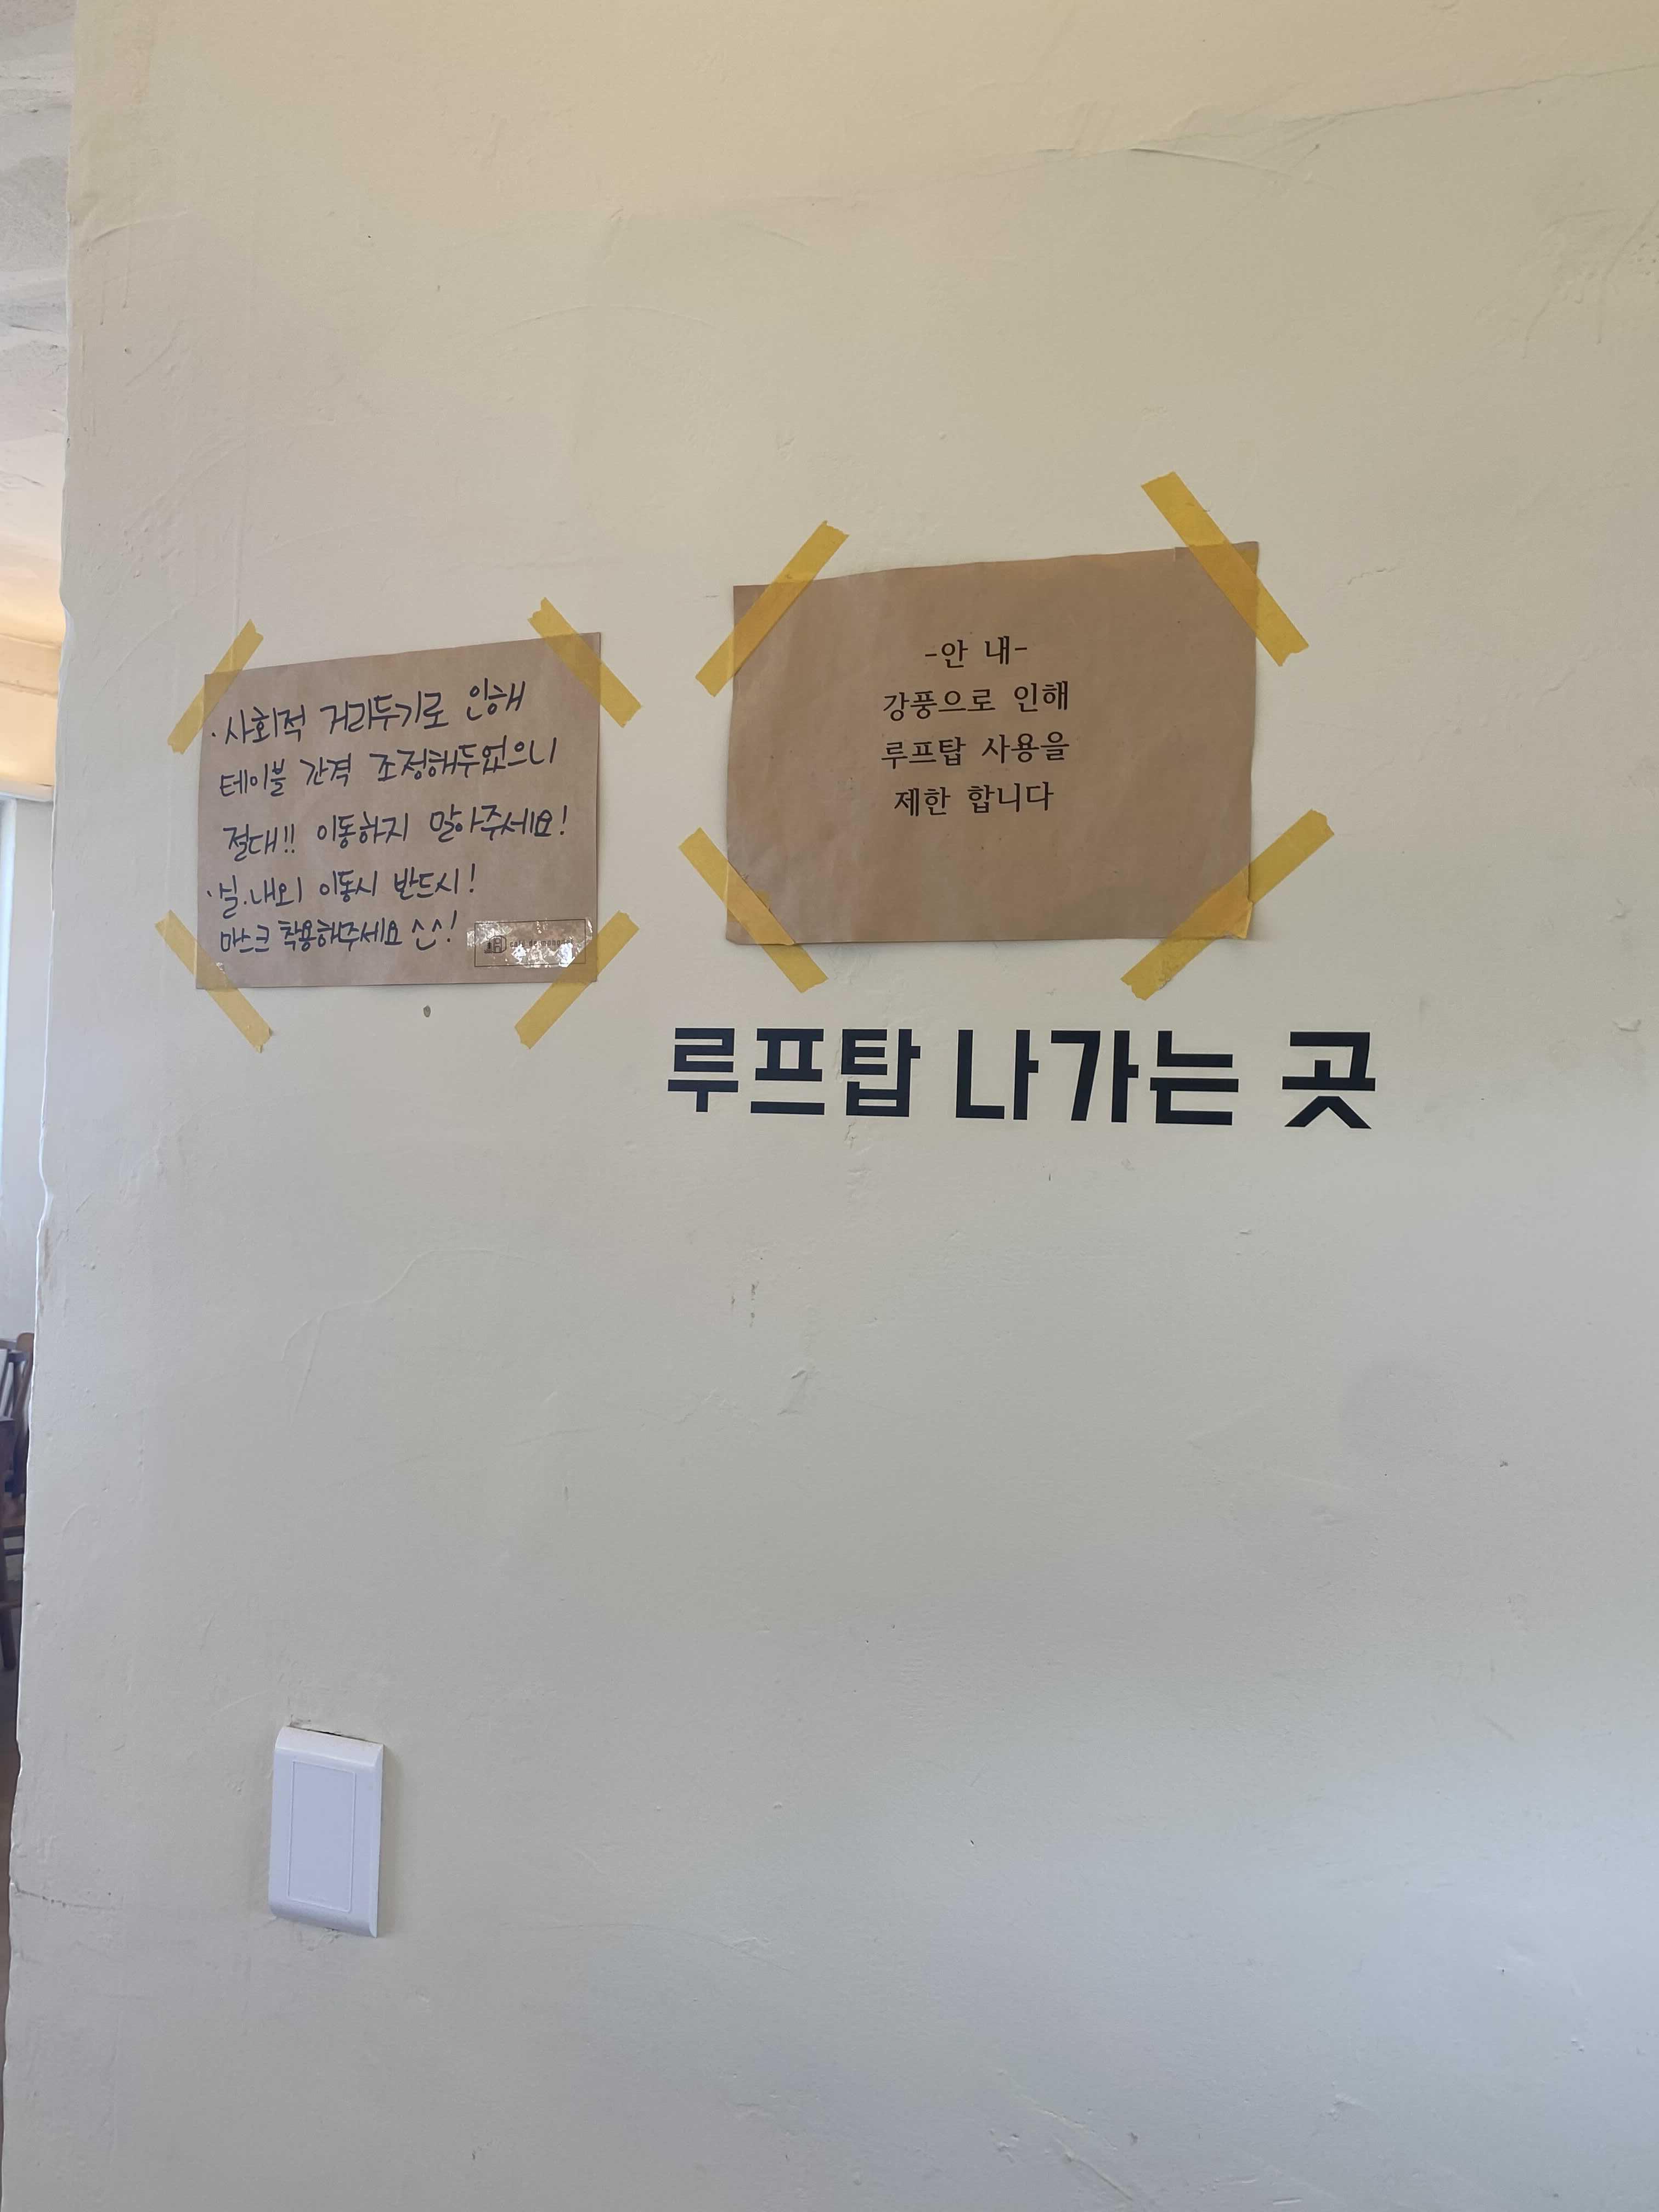 ·사회적 거리두기로 인해
테이블 간격 조정해두었으니
절대!! 이동하지 말아주세요!
·실.내외 이동시 반드시!
마스크 착용해주세요 ^^!
-안 내-
강풍으로 인해
루프탑 사용을
제한 합니다
루프탑 나가는 곳